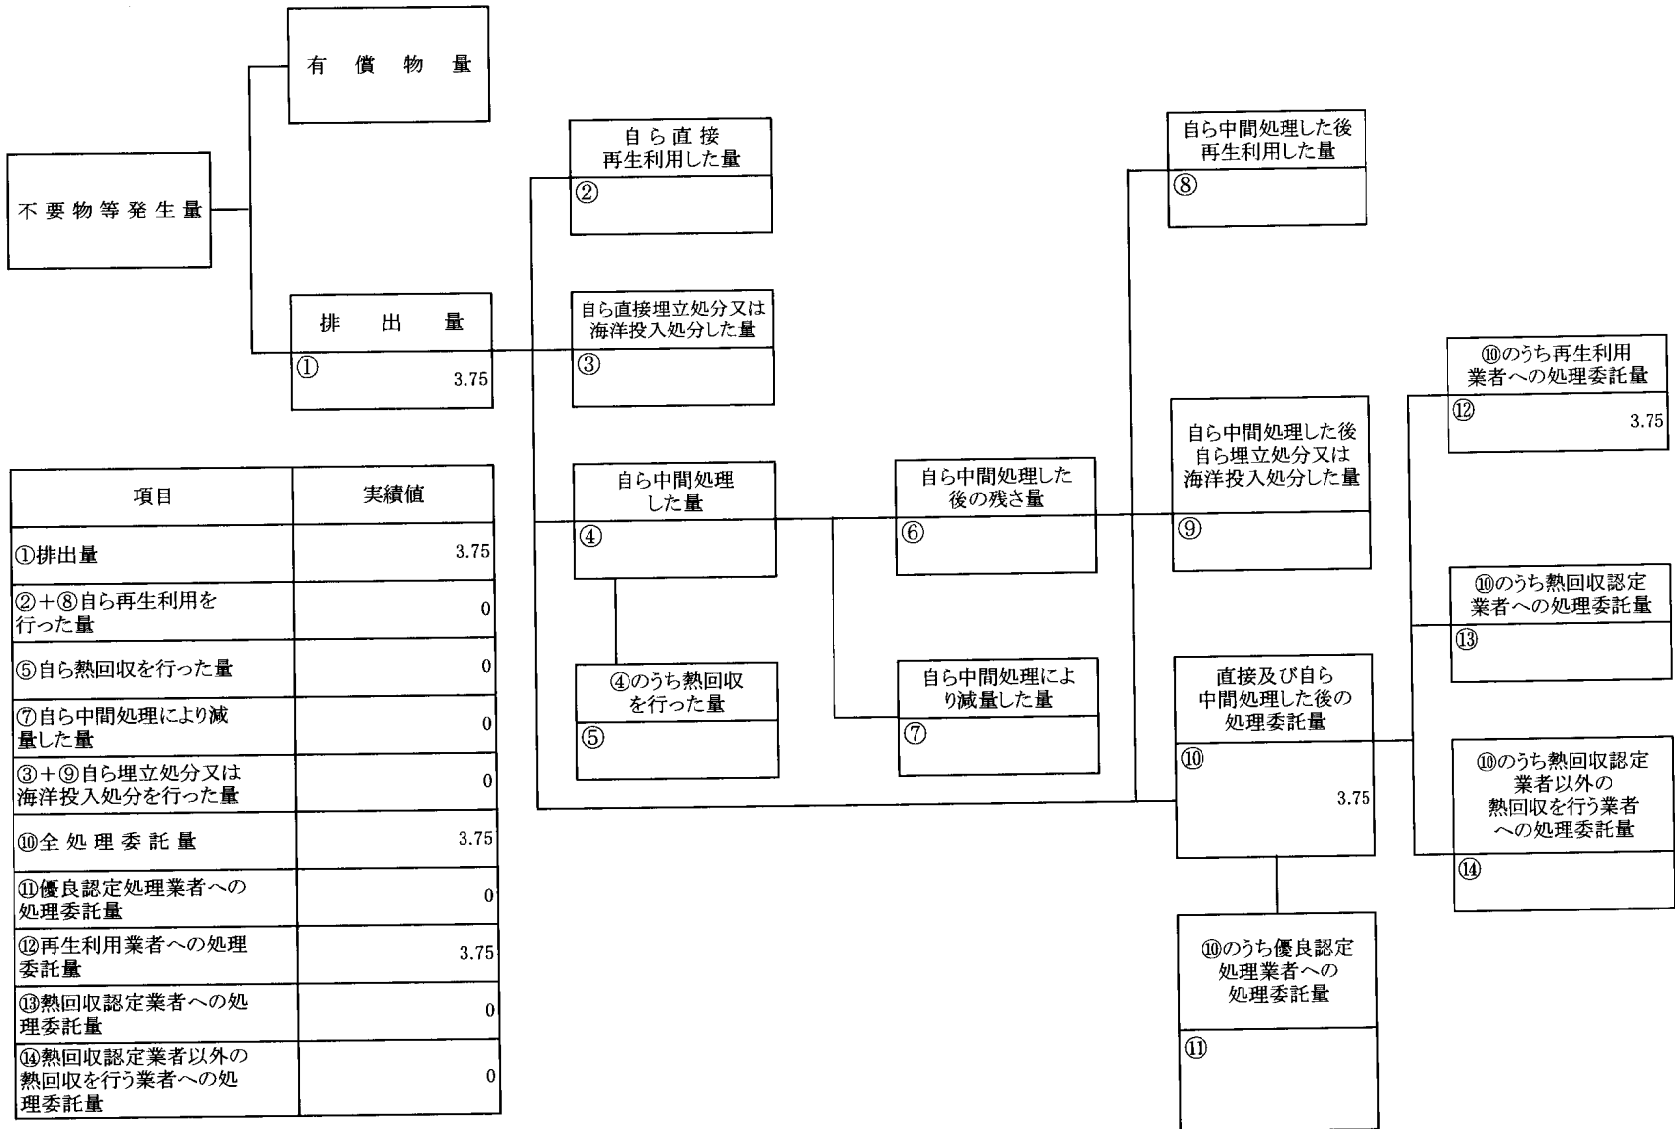 有償物量
不要物等発生量
排出量
①
3.75
自ら直接
再生利用した量
②
自ら直接埋立処分又は
海洋投入処分した量
③
自ら中間処理
した量
④
④のうち熱回収
を行った量
⑤
自ら中間処理した
後の残さ量
⑥
自ら中間処理によ
り減量した量
⑦
自ら中間処理した後
再生利用した量
⑧
自ら中間処理した後
自ら埋立処分又は
海洋投入処分した量
⑨
直接及び自ら
中間処理した後の
処理委託量
⑩
3.75
⑩のうち優良認定
処理業者への
処理委託量
⑪
⑩のうち再生利用
業者への処理委託量
⑫
3.75
⑩のうち熱回収認定
業者への処理委託量
⑬
⑩のうち熱回収認定
業者以外の
熱回収を行う業者
への処理委託量
⑭
項目 実績値
①排出量 3.75
②+⑧自ら再生利用を
行った量 0
⑤自ら熱回収を行った量 0
⑦自ら中間処理により減
量した量 0
③+⑨自ら埋立処分又は
海洋投入処分を行った量 0
⑩全処理委託量 3.75
⑪優良認定処理業者への
処理委託量 0
⑫再生利用業者への処理
委託量 3.75
⑬熱回収認定業者への処
理委託量 0
⑭熱回収認定業者以外の
熱回収を行う業者への処
理委託量 0